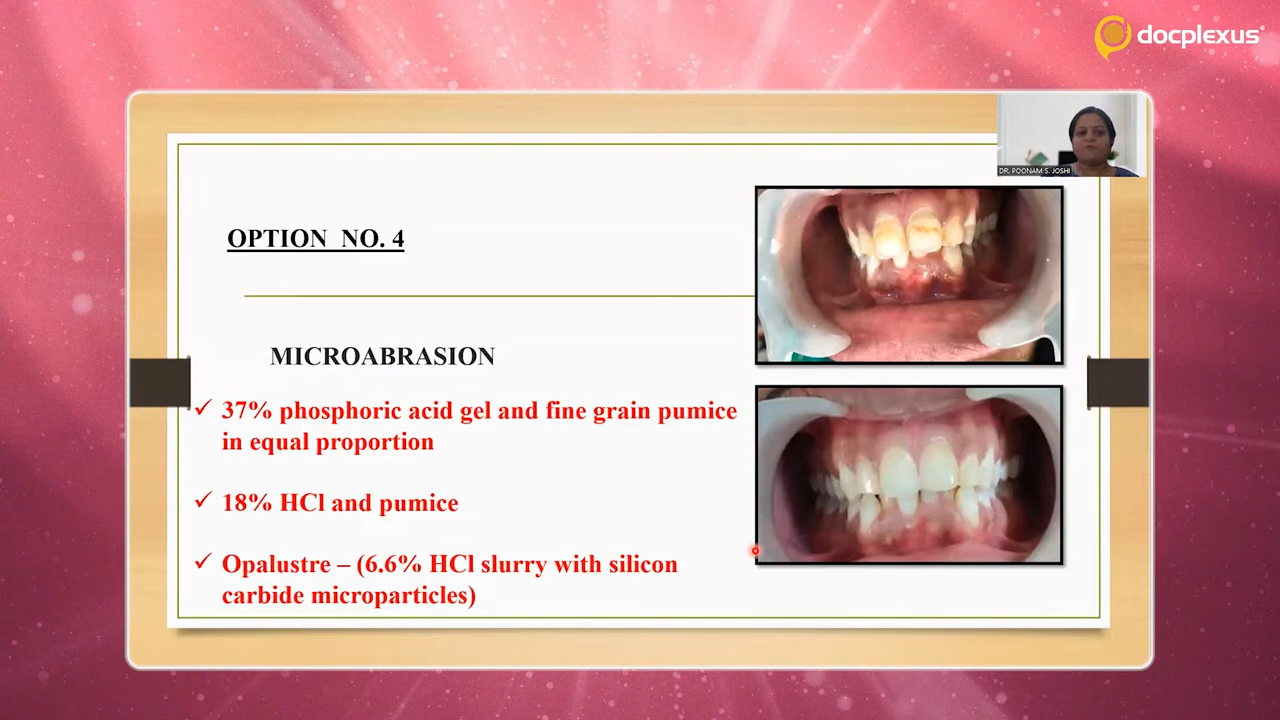 docplexus
DR. POONAM S. JOSHI
OPTION NO. 4
MICROABRASION
37% phosphoric acid gel and fine grain pumice
in equal proportion
18% HCl and pumice
Opalustre – (6.6% HCl slurry with silicon
carbide microparticles)